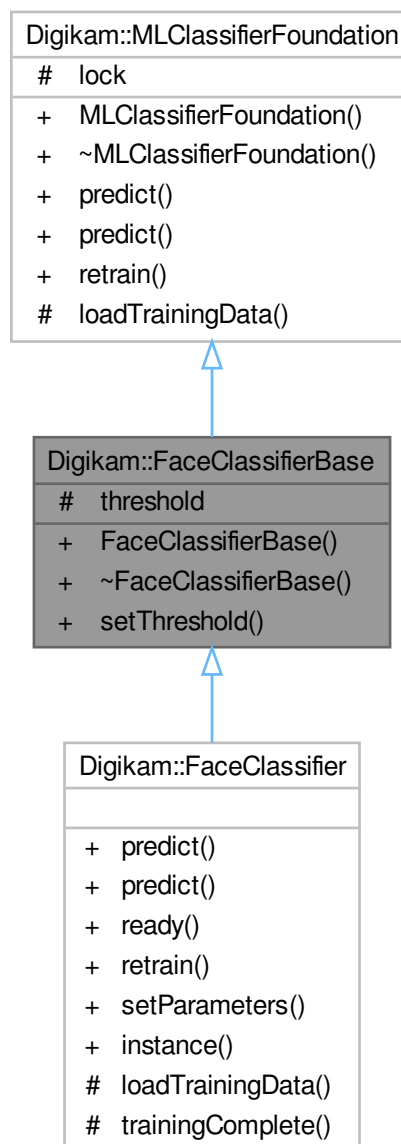 Digikam::MLClassifierFoundation
# lock
+ MLClassifierFoundation()
+ ~MLClassifierFoundation()
+ predict()
+ predict()
+ retrain()
# loadTrainingData()
Digikam::FaceClassifierBase
# threshold
+ FaceClassifierBase()
+ ~FaceClassifierBase()
+ setThreshold()
Digikam::FaceClassifier
+ predict()
+ predict()
+ ready()
+ retrain()
+ setParameters()
+ instance()
# loadTrainingData()
# trainingComplete()